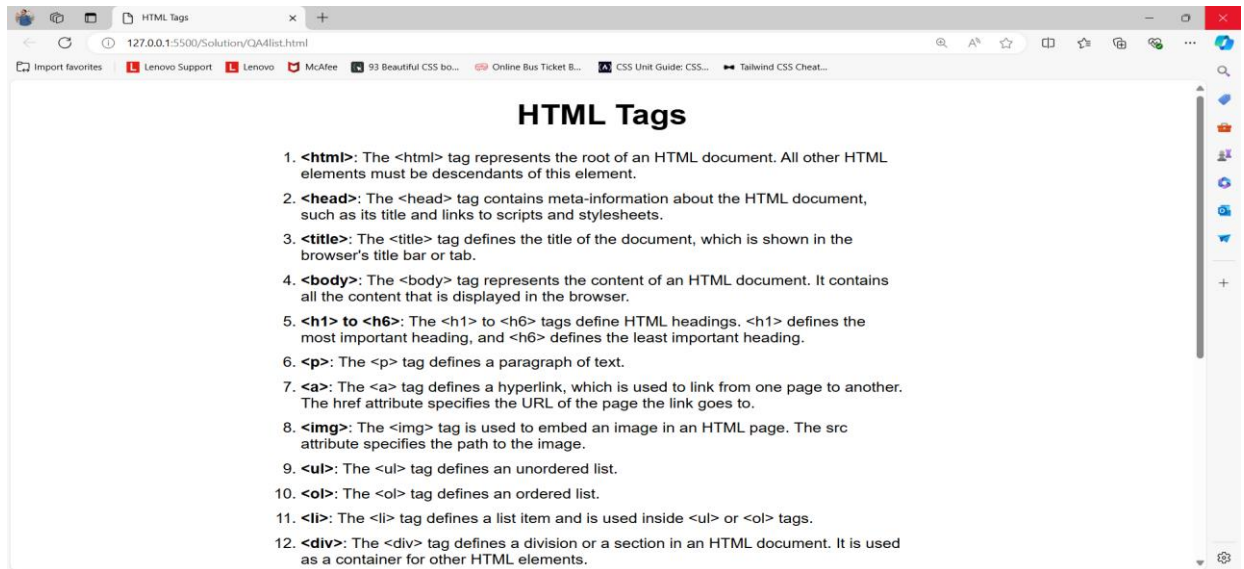 HTML Tags
127.0.0.1:5500/Solution/QA4list.html
Import favorites
Lenovo Support
Lenovo
McAfee
93 Beautiful CSS bo...
Online Bus Ticket B...
CSS Unit Guide: CSS...
Tailwind CSS Cheat...
HTML Tags
1. <html>: The <html> tag represents the root of an HTML document. All other HTML
elements must be descendants of this element.
2. <head>: The <head> tag contains meta-information about the HTML document,
such as its title and links to scripts and stylesheets.
3. <title>: The <title> tag defines the title of the document, which is shown in the
browser's title bar or tab.
4. <body>: The <body> tag represents the content of an HTML document. It contains
all the content that is displayed in the browser.
5. <h1> to <h6>: The <h1> to <h6> tags define HTML headings. <h1> defines the
most important heading, and <h6> defines the least important heading.
6. <p>: The <p> tag defines a paragraph of text.
7. <a>: The <a> tag defines a hyperlink, which is used to link from one page to another.
The href attribute specifies the URL of the page the link goes to.
8. <img>: The <img> tag is used to embed an image in an HTML page. The src
attribute specifies the path to the image.
9. <ul>: The <ul> tag defines an unordered list.
10. <ol>: The <ol> tag defines an ordered list.
11. <li>: The <li> tag defines a list item and is used inside <ul> or <ol> tags.
12. <div>: The <div> tag defines a division or a section in an HTML document. It is used
as a container for other HTML elements.